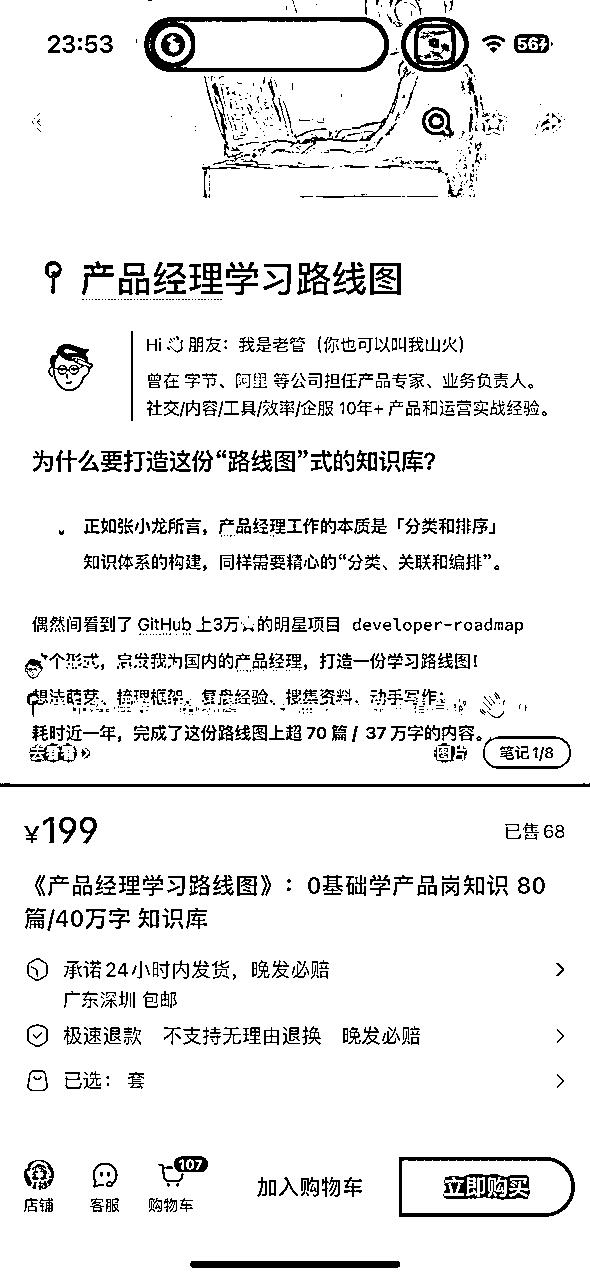 23:53
56
产品经理学习路线图
Hi 朋友：我是老管（你也可以叫我山火）
曾在 字节、阿里 等公司担任产品专家、业务负责人。
社交/内容/工具/效率/企服 10年+ 产品和运营实战经验。
为什么要打造这份“路线图”式的知识库?
正如张小龙所言，产品经理工作的本质是「分类和排序」
知识体系的构建，同样需要精心的“分类、关联和编排”。
偶然间看到了 GitHub 上3万☆的明星项目 developer-roadmap
个形式，启发我为国内的产品经理，打造一份学习路线图!
想法萌芽、梳理框架、复盘经验、搜集资料、动手写作；
耗时近一年，完成了这份路线图上超 70 篇 / 37 万字的内容。
去看看 图片 笔记 1/8
¥199 已售 68
《产品经理学习路线图》：0基础学产品岗知识 80
篇/40万字 知识库
承诺24小时内发货，晚发必赔
广东深圳 包邮
极速退款 不支持无理由退换 晚发必赔
已选： 套
107
店铺 客服 购物车 加入购物车 立即购买